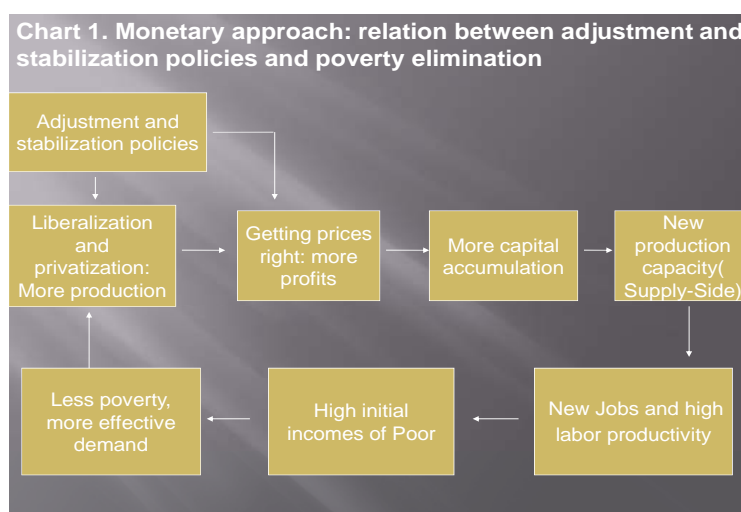 Chart 1. Monetary approach: relation between adjustment and
stabilization policies and poverty elimination
Adjustment and
stabilization policies
Liberalization
and
privatization:
More production
Getting prices
right: more
profits
More capital
accumulation
New
production
capacity(
Supply-Side)
Less poverty,
more effective
demand
High initial
incomes of Poor
New Jobs and high
labor productivity